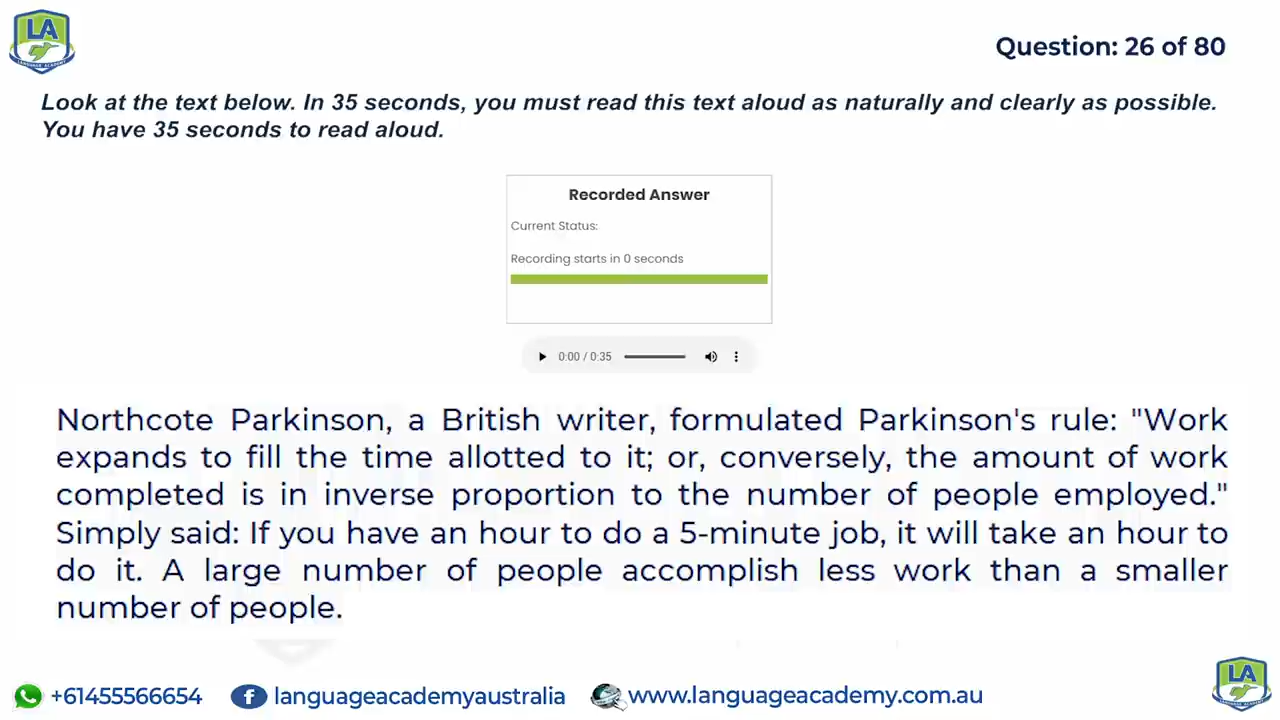 LA
LANGUAGE ACADEMY
Question: 26 of 80
Look at the text below. In 35 seconds, you must read this text aloud as naturally and clearly as possible.
You have 35 seconds to read aloud.
Recorded Answer
Current Status:
Recording starts in 0 seconds
0:00 / 0:35
Northcote Parkinson, a British writer, formulated Parkinson's rule: "Work
expands to fill the time allotted to it; or, conversely, the amount of work
completed is in inverse proportion to the number of people employed."
Simply said: If you have an hour to do a 5-minute job, it will take an hour to
do it. A large number of people accomplish less work than a smaller
number of people.
+61455566654 languageacademyaustralia www.languageacademy.com.au
LA
LANGUAGE ACADEMY